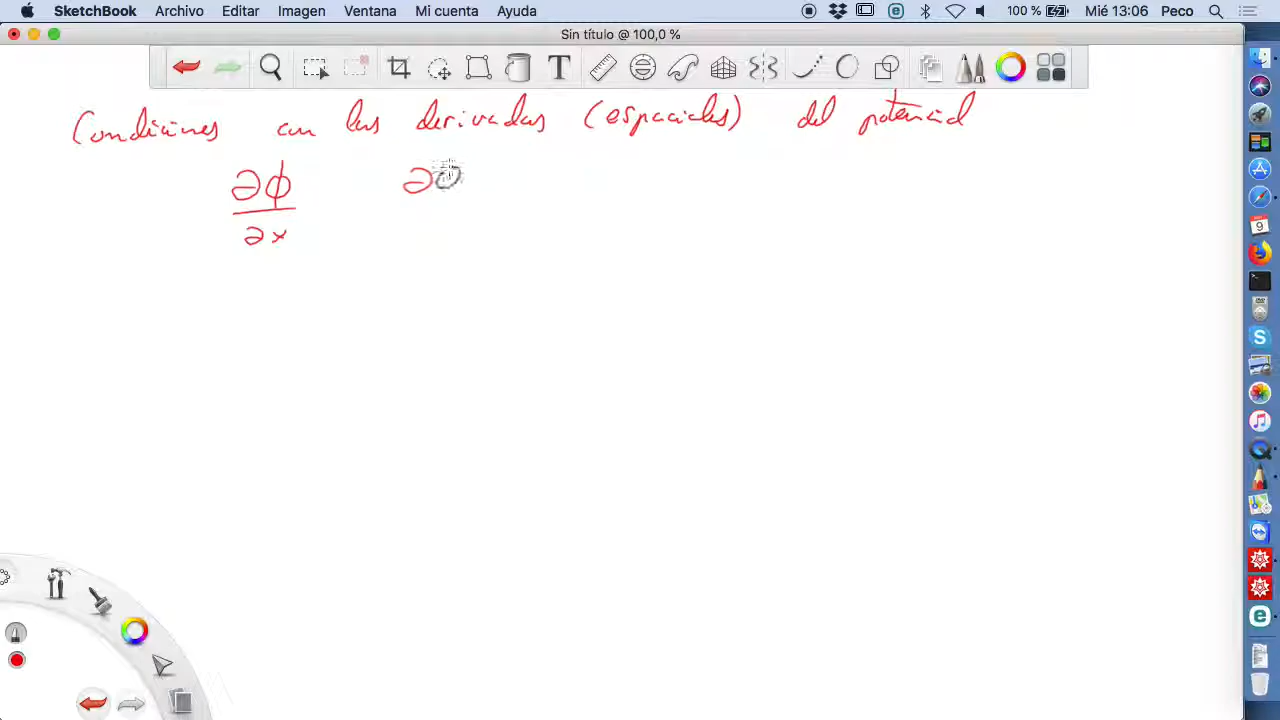 SketchBook Archivo Editar Imagen Ventana Mi cuenta Ayuda 100 % Mié 13:06 Peco
Sin título @ 100,0 %
Condiciones con las derivadas (espaciales) del potencial
∂ϕ ∂
∂x